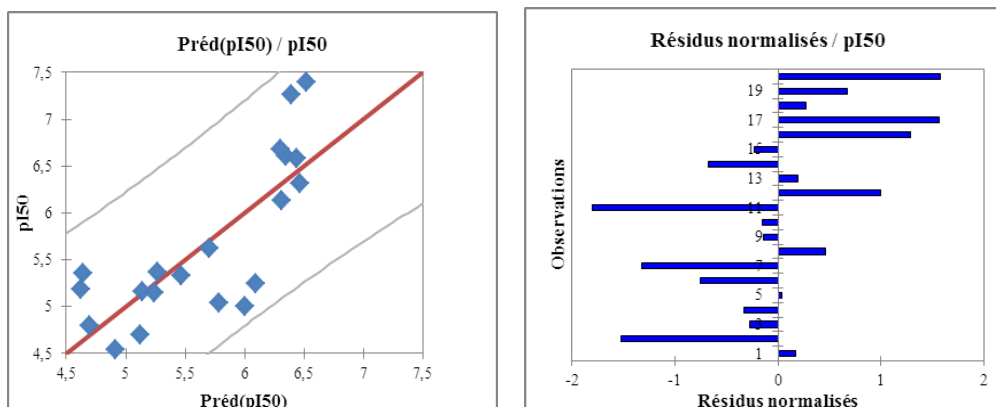 Préd(pI50) / pI50
7,5
7
6,5
6
5,5
5
4,5
pI50
4,5 5 5,5 6 6,5 7 7,5
Préd(pI50)
Résidus normalisés / pI50
Observations
19
17
15
13
11
9
7
5
3
1
-2 -1 0 1 2
Résidus normalisés